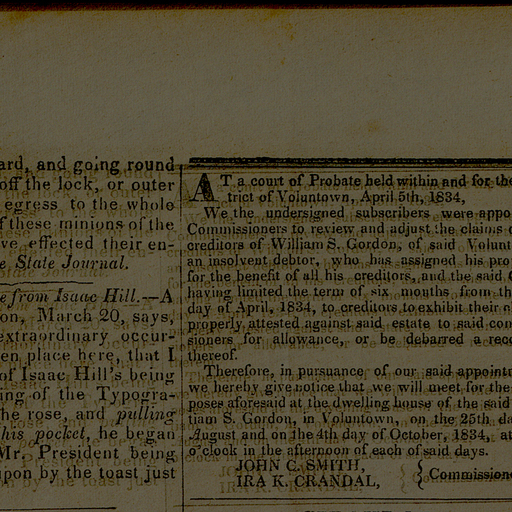 ard, and going round
off the lock, or outer
egress to the whole
f these minions of the
ve effected their en-
e State Journal.
e from Isaac Hill.—A
on, March 20, says,
extraordinary occur-
en place here, that I
of Isaac Hill's being
ng of the Typogra-
he rose, and pulling
his pocket, he began
Mr. President being
upon by the toast just
AT a court of Probate held within and for the
trict of Voluntown, April 5th, 1834,
We the undersigned subscribers were appo
Commissioners to review and adjust the claims o
creditors of William S. Gordon, of said Volunt
an insolvent debtor, who has assigned his pro
for the benefit of all his creditors, and the said C
having limited the term of six months from th
day of April, 1834, to creditors to exhibit their c
properly attested against said estate to said com
sioners for allowance, or be debarred a reco
thereof.
Therefore, in pursuance of our said appointm
we hereby give notice that we will meet for the
poses aforesaid at the dwelling house of the said
tiam S. Gordon, in Voluntown, on the 25th da
August and on the 4th day of October, 1834, at
o'clock in the afternoon of each of said days.
JOHN C. SMITH,
IRA K. CRANDAL, { Commissione